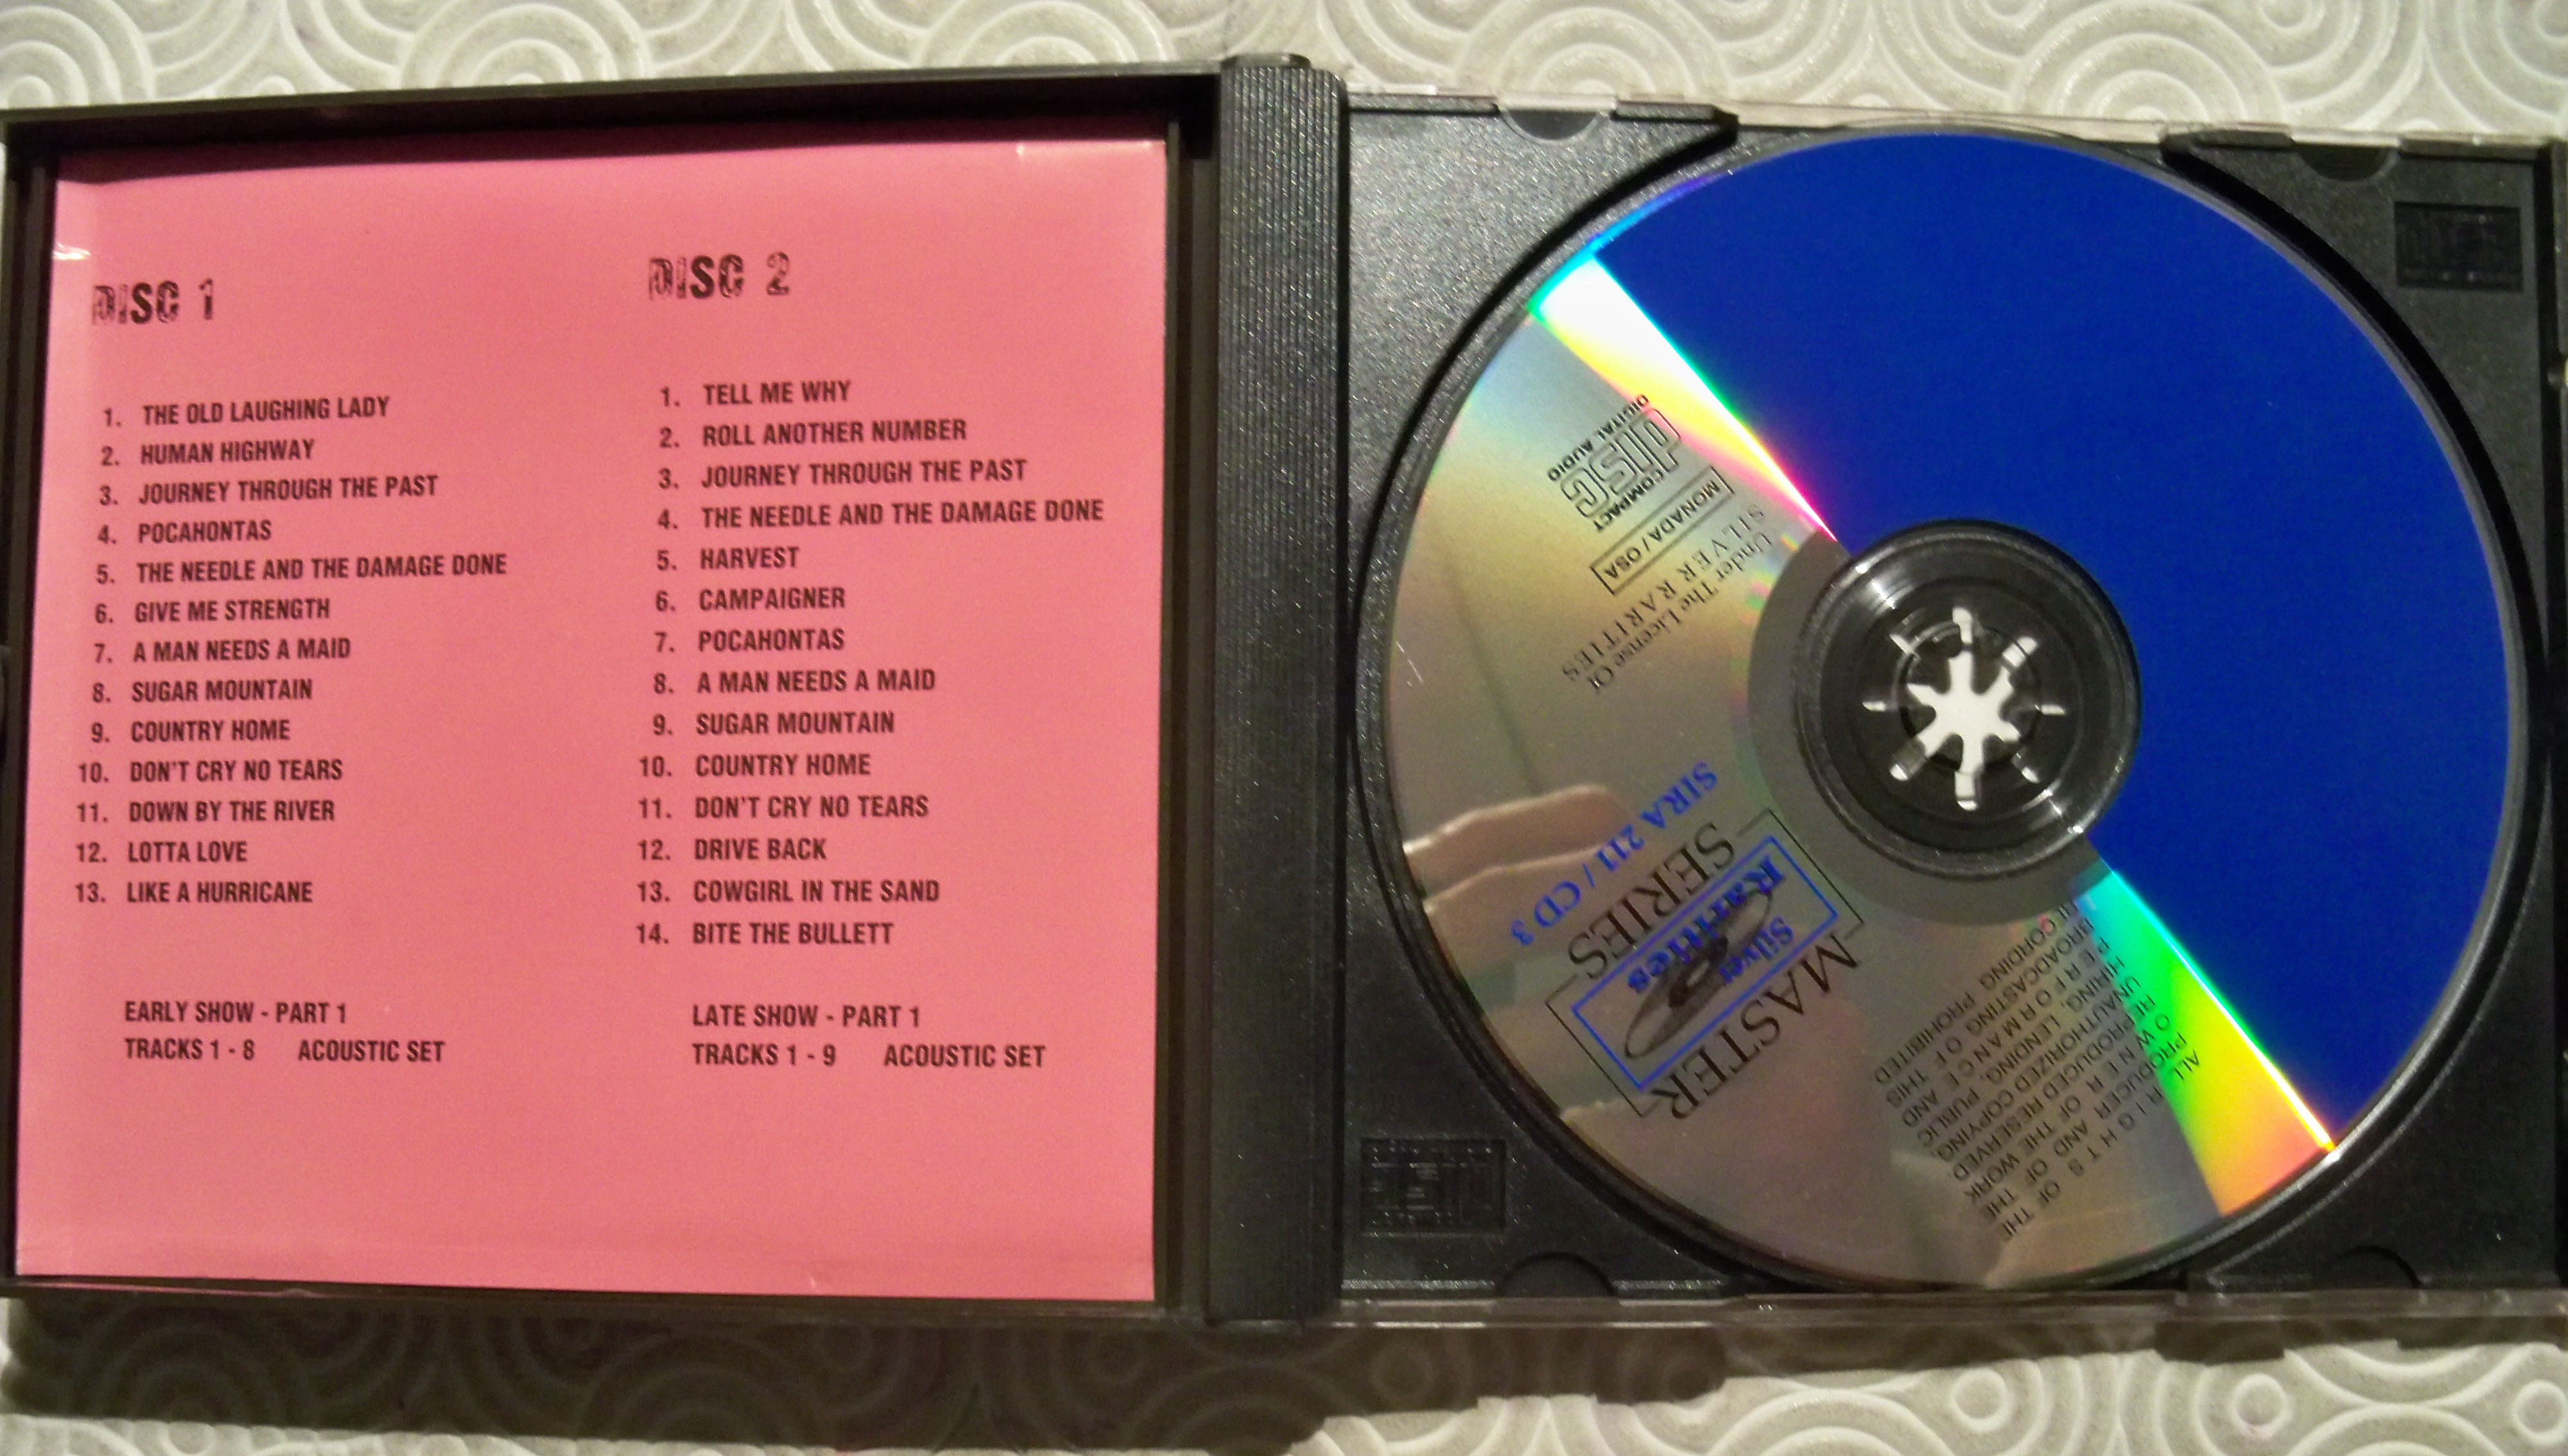 DISC 1
1. THE OLD LAUGHING LADY
2. HUMAN HIGHWAY
3. JOURNEY THROUGH THE PAST
4. POCAHONTAS
5. THE NEEDLE AND THE DAMAGE DONE
6. GIVE ME STRENGTH
7. A MAN NEEDS A MAID
8. SUGAR MOUNTAIN
9. COUNTRY HOME
10. DON'T CRY NO TEARS
11. DOWN BY THE RIVER
12. LOTTA LOVE
13. LIKE A HURRICANE
EARLY SHOW - PART 1
TRACKS 1 - 8 ACOUSTIC SET
DISC 2
1. TELL ME WHY
2. ROLL ANOTHER NUMBER
3. JOURNEY THROUGH THE PAST
4. THE NEEDLE AND THE DAMAGE DONE
5. HARVEST
6. CAMPAIGNER
7. POCAHONTAS
8. A MAN NEEDS A MAID
9. SUGAR MOUNTAIN
10. COUNTRY HOME
11. DON'T CRY NO TEARS
12. DRIVE BACK
13. COWGIRL IN THE SAND
14. BITE THE BULLETT
LATE SHOW - PART 1
TRACKS 1 - 9 ACOUSTIC SET
MASTER
Silver
Rarities
SERIES
SIRA 211 / CD 3
Under The License Of
SILVER RARITIES
MONADA / OSA
COMPACT
disc
DIGITAL AUDIO
ALL RIGHTS OF THE
PRODUCER AND OF THE
OWNER OF THE WORK
REPRODUCED RESERVED.
UNAUTHORIZED COPYING,
HIRING, LENDING, PUBLIC
PERFORMANCE AND
BROADCASTING OF THIS
RECORDING PROHIBITED